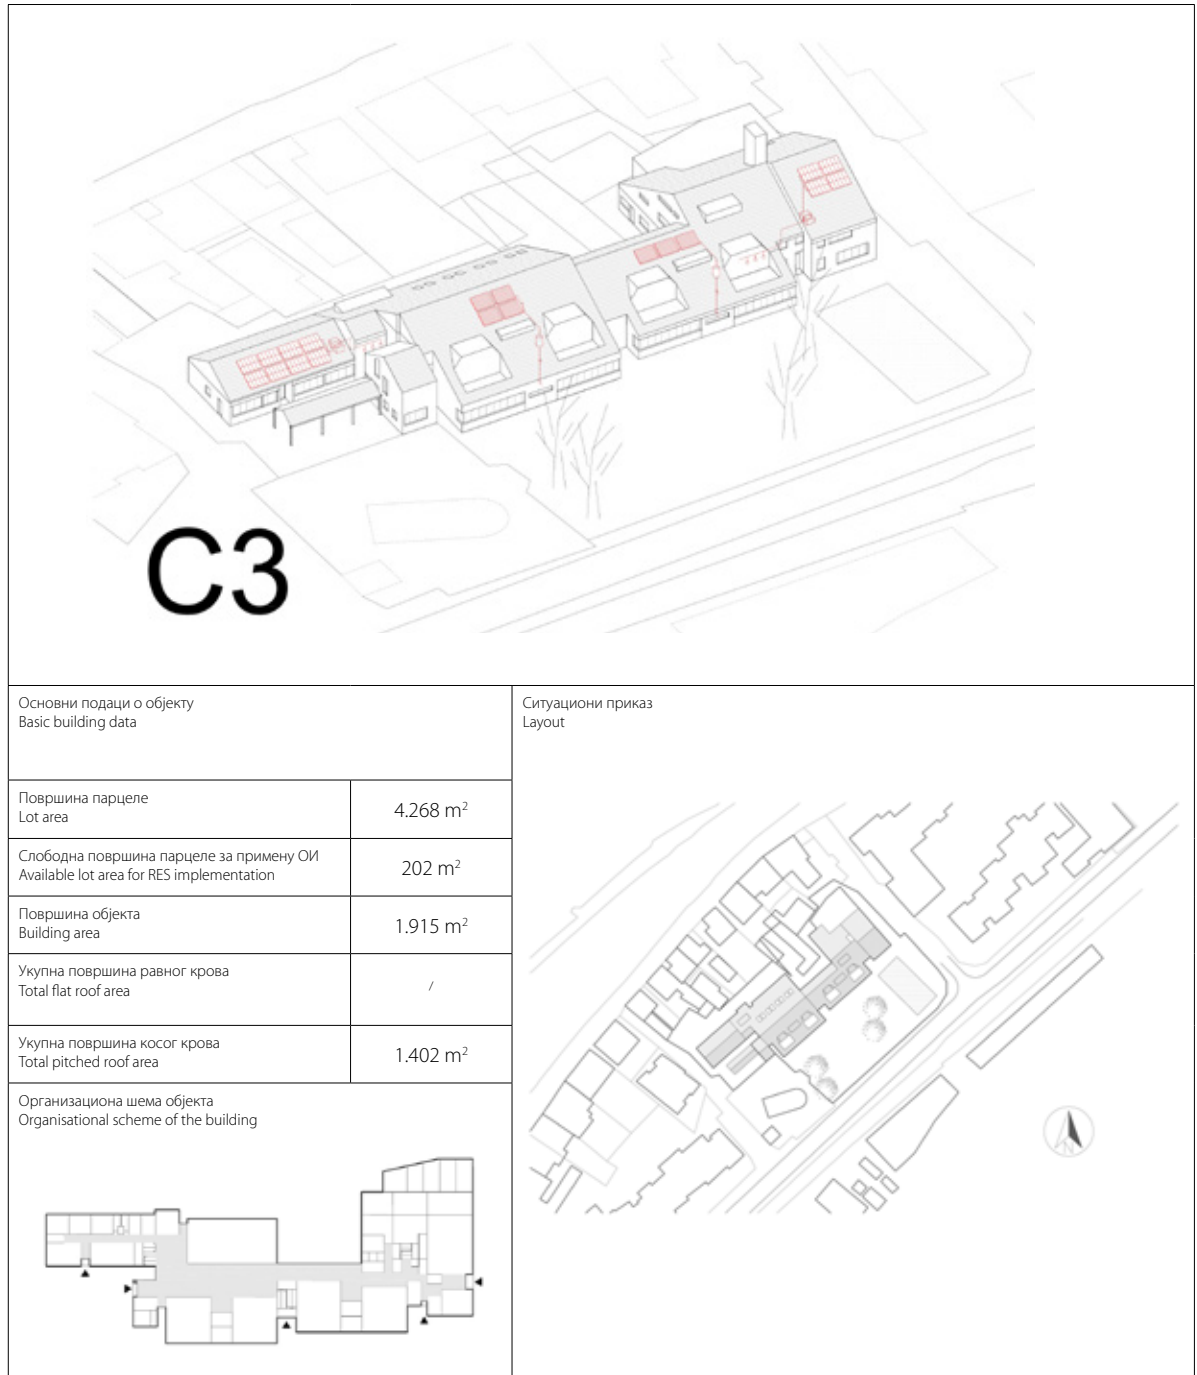 C3
Основни подаци о објекту
Basic building data
Површина парцеле
Lot area
4.268 m²
Слободна површина парцеле за примену ОИ
Available lot area for RES implementation
202 m²
Површина објекта
Building area
1.915 m²
Укупна површина равног крова
Total flat roof area
/
Укупна површина косог крова
Total pitched roof area
1.402 m²
Организациона шема објекта
Organisational scheme of the building
Ситуациони приказ
Layout
N